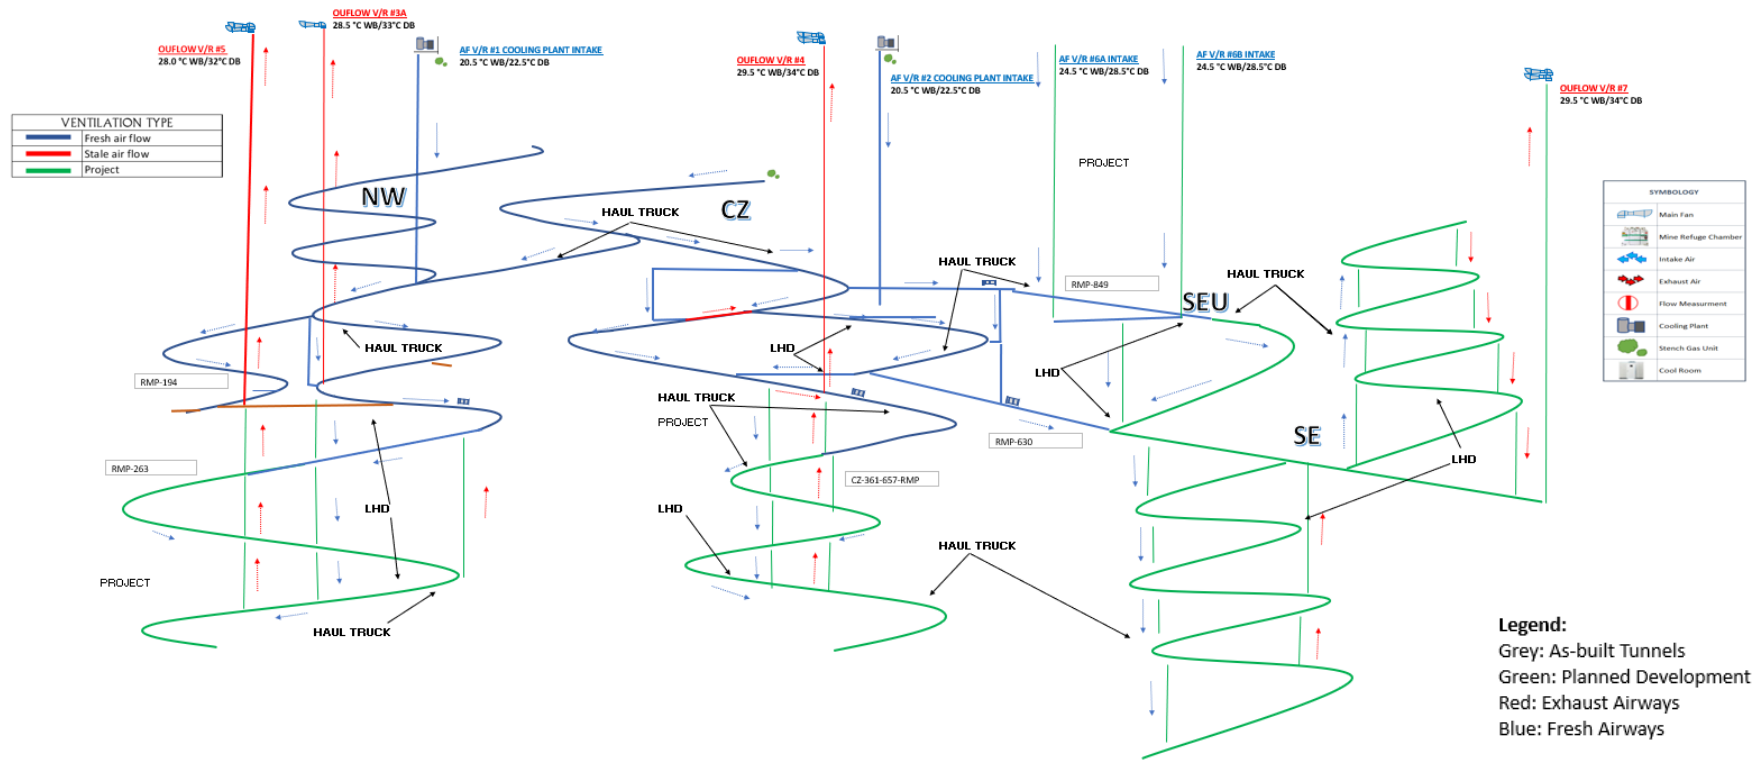 OUFLOW V/R #3A
28.5 °C WB/33°C DB
OUFLOW V/R #5
28.0 °C WB/32°C DB
AF V/R #1 COOLING PLANT INTAKE
20.5 °C WB/22.5°C DB
OUFLOW V/R #4
29.5 °C WB/34°C DB
AF V/R #2 COOLING PLANT INTAKE
20.5 °C WB/22.5°C DB
AF V/R #6A INTAKE
24.5 °C WB/28.5°C DB
AF V/R #6B INTAKE
24.5 °C WB/28.5°C DB
OUFLOW V/R #7
29.5 °C WB/34°C DB
VENTILATION TYPE
Fresh air flow
Stale air flow
Project
PROJECT
NW
CZ
HAUL TRUCK
SYMBOLOGY
Main Fan
Mine Refuge Chamber
Intake Air
Exhaust Air
Flow Measurment
Cooling Plant
Stench Gas Unit
Cool Room
HAUL TRUCK
RMP-849
HAUL TRUCK
SEU
HAUL TRUCK
LHD
LHD
RMP-194
HAUL TRUCK
PROJECT
RMP-630
SE
LHD
RMP-263
CZ-361-657-RMP
LHD
LHD
HAUL TRUCK
PROJECT
HAUL TRUCK
Legend:
Grey: As-built Tunnels
Green: Planned Development
Red: Exhaust Airways
Blue: Fresh Airways